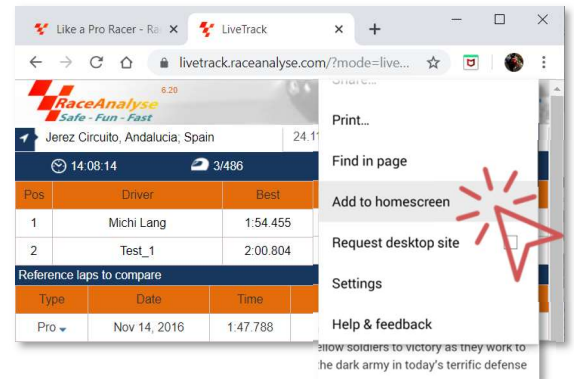 Like a Pro Racer - Ra
LiveTrack
livetrack.raceanalyse.com/?mode=live...
6.20
RaceAnalyse
Safe - Fun - Fast
Share...
Print...
Jerez Circuito, Andalucia; Spain
24.11
Find in page
14:08:14
3/486
Pos Driver Best
Add to homescreen
1 Michi Lang 1:54.455
2 Test_1 2:00.804
Request desktop site
Reference laps to compare
Settings
Type Date Time
Pro Nov 14, 2016 1:47.788
Help & feedback
ellow soldiers to victory as they work to
the dark army in today's terrific defense